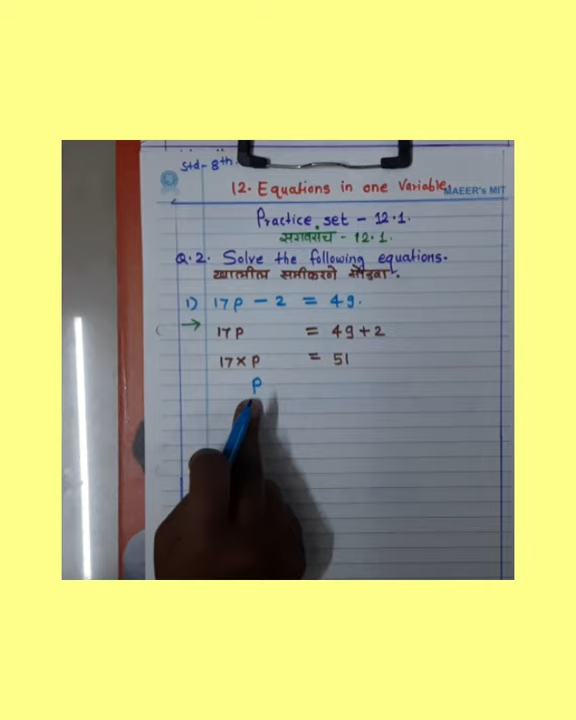 Std - 8th.
12. Equations in one Variable.
MAEER's MIT
Practice set - 12.1.
सरावसंच - 12.1.
Q.2. Solve the following equations.
खालील समीकरणे सोडवा.
1) 17p - 2 = 49.
→ 17p = 49+2
17×p = 51
p